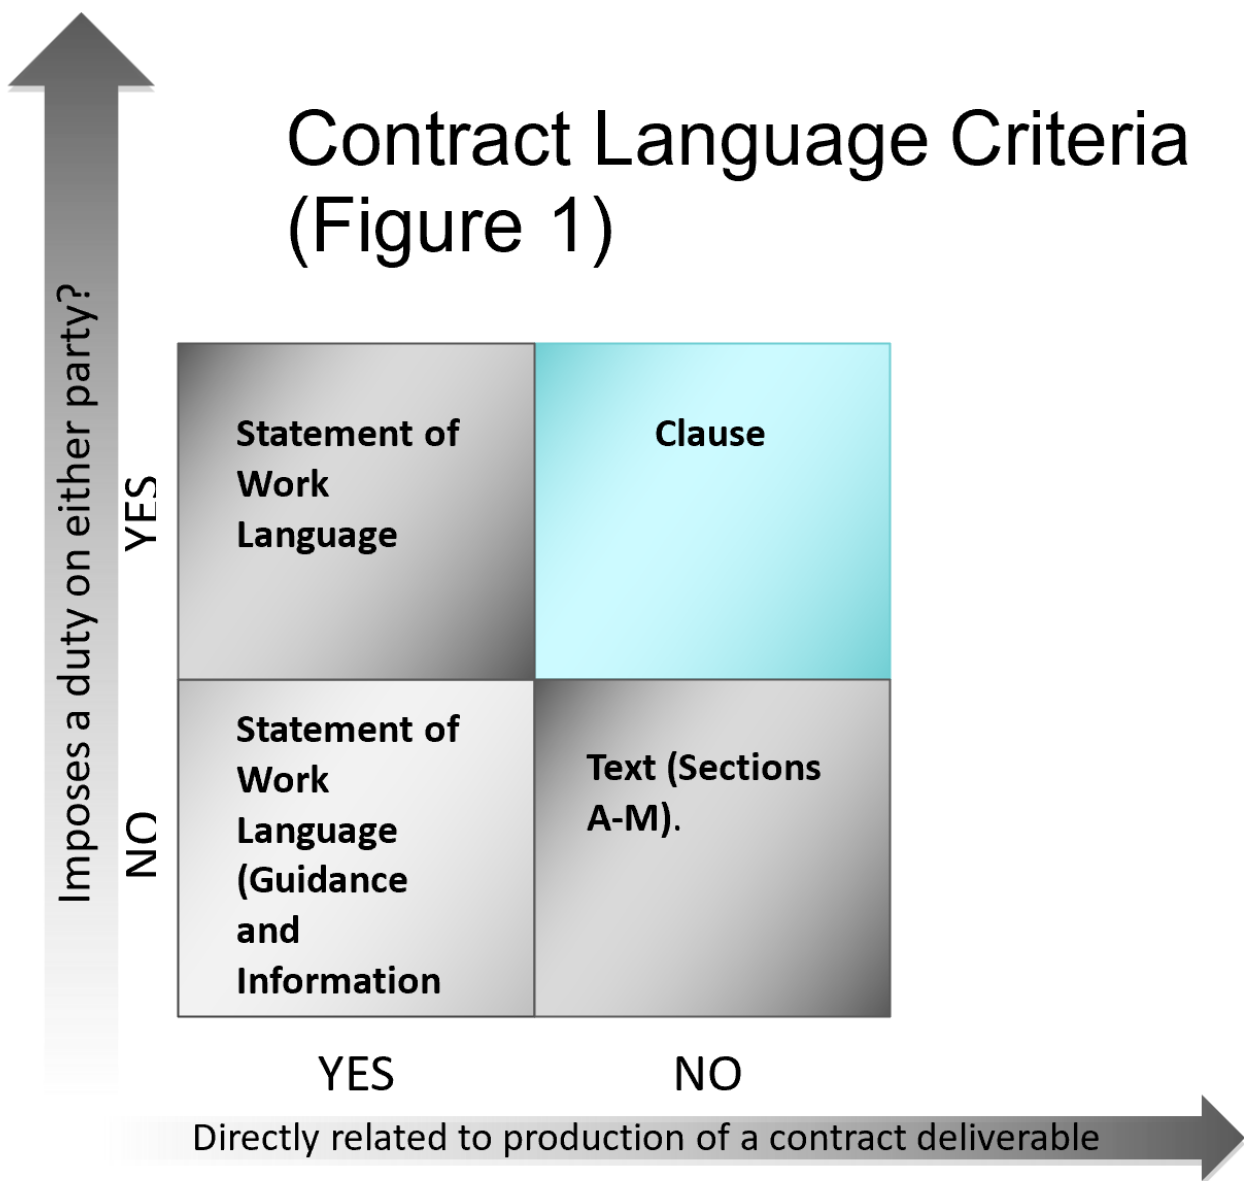 Contract Language Criteria
(Figure 1)
Imposes a duty on either party?
YES
Statement of
Work
Language
Clause
NO
Statement of
Work
Language
(Guidance
and
Information
Text (Sections
A-M).
YES
NO
Directly related to production of a contract deliverable